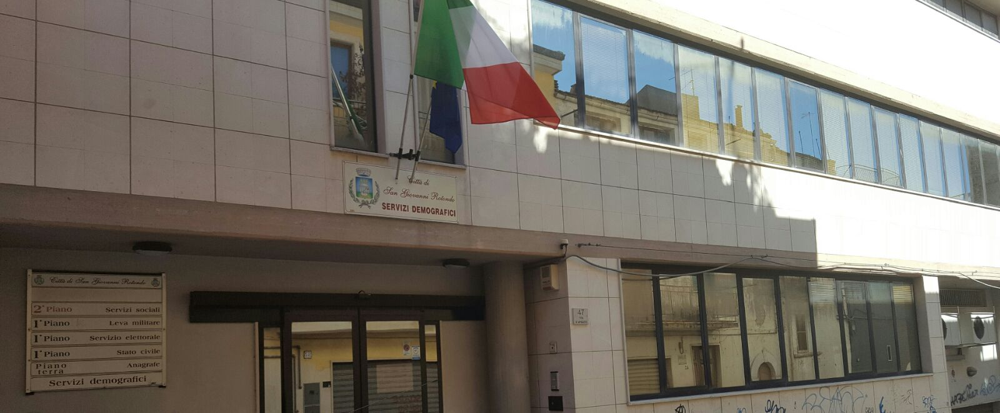 Città di
San Giovanni Rotondo
SERVIZI DEMOGRAFICI
Città di San Giovanni Rotondo
2° Piano Servizi sociali
1° Piano Leva militare
1° Piano Servizio elettorale
1° Piano Stato civile
Piano terra Anagrafe
Servizi demografici
47
VIA